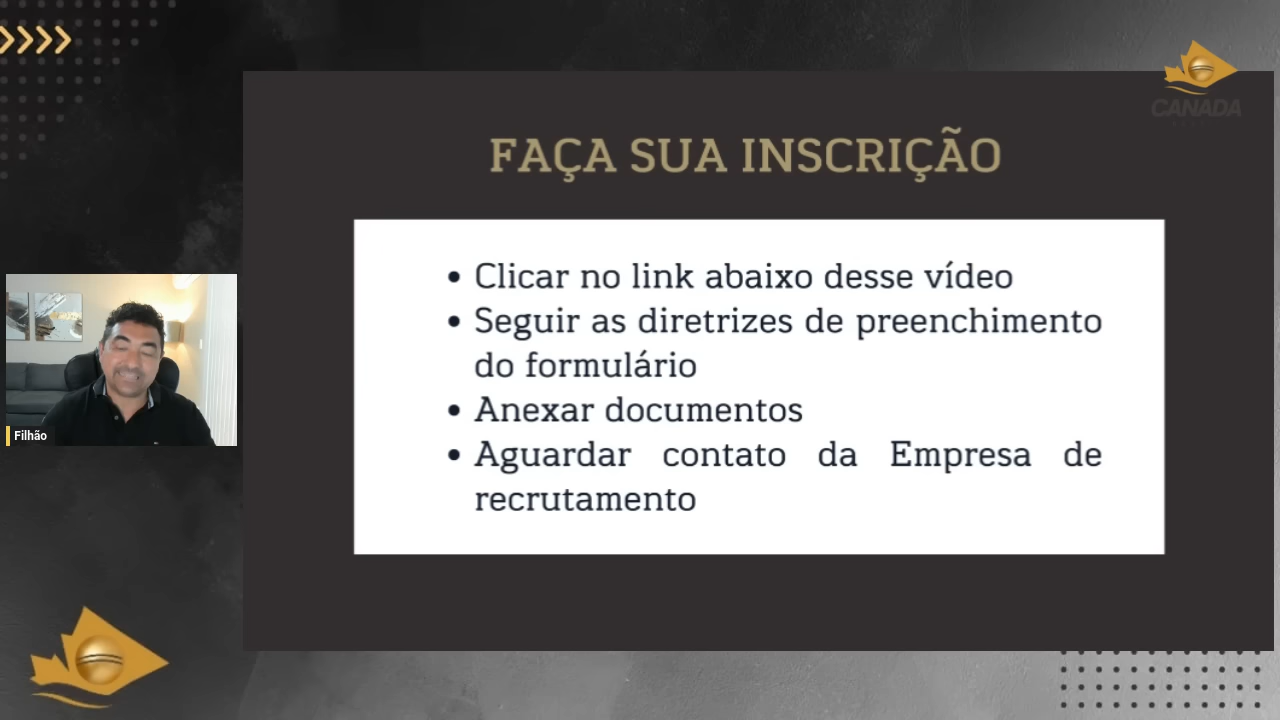 CANADA
FAÇA SUA INSCRIÇÃO
• Clicar no link abaixo desse vídeo
• Seguir as diretrizes de preenchimento
do formulário
• Anexar documentos
• Aguardar contato da Empresa de
recrutamento
Filhão